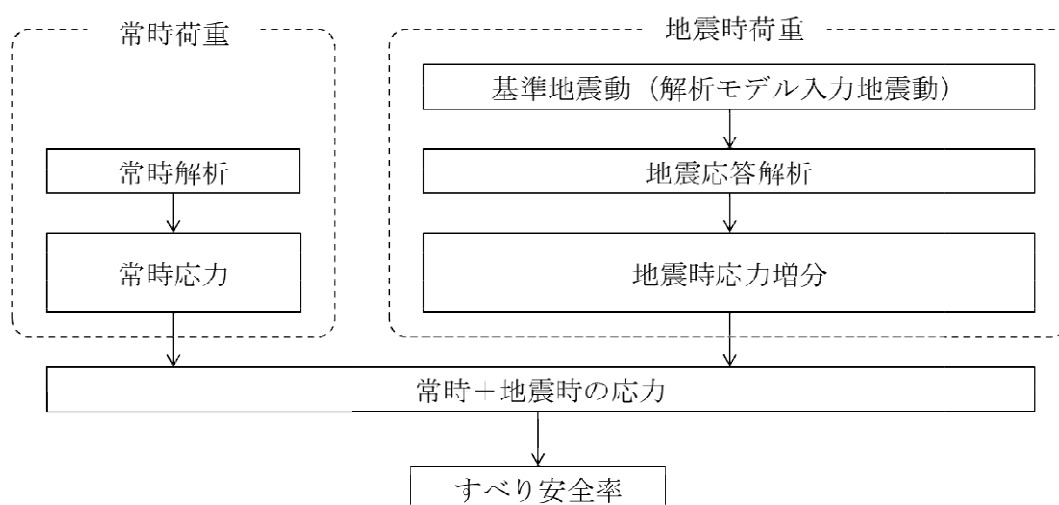 常時荷重
地震時荷重
基準地震動（解析モデル入力地震動）
常時解析
地震応答解析
常時応力
地震時応力増分
常時＋地震時の応力
すべり安全率